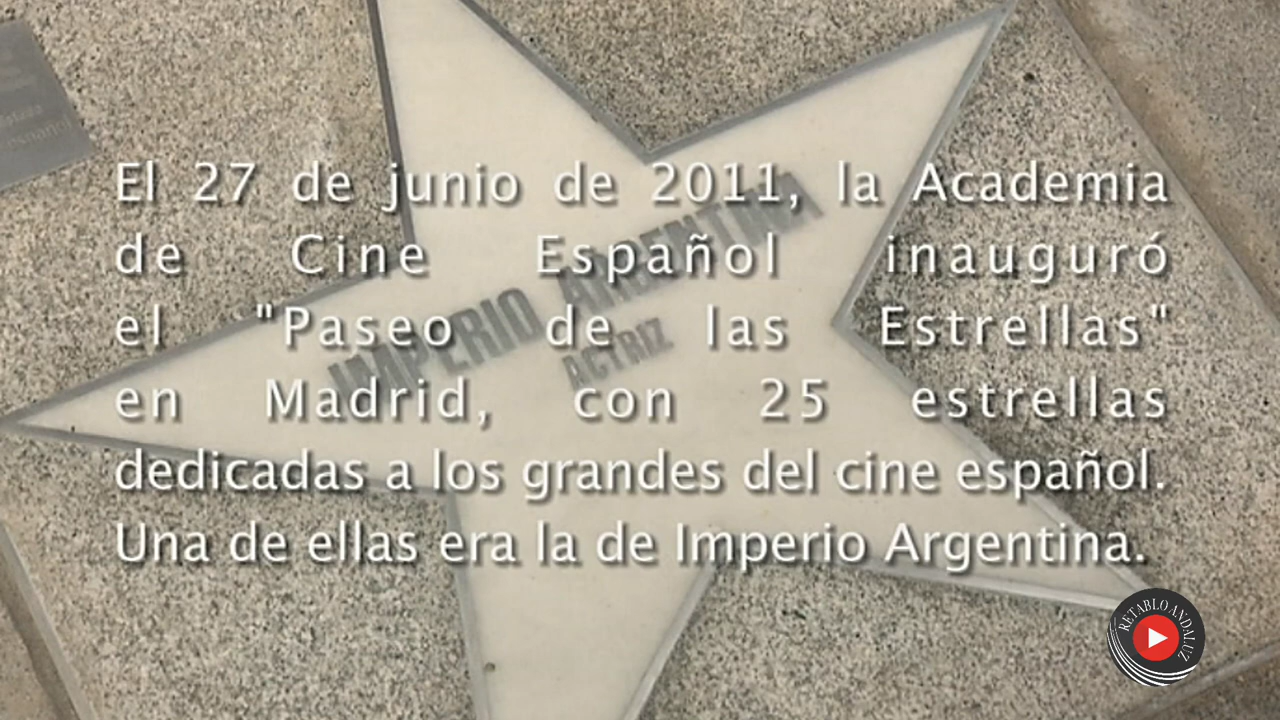 El 27 de junio de 2011, la Academia
de Cine Español inauguró
el "Paseo de las Estrellas"
en Madrid, con 25 estrellas
dedicadas a los grandes del cine español.
Una de ellas era la de Imperio Argentina.
IMPERIO ARGENTINA
ACTRIZ
RETABLO ANDALUZ